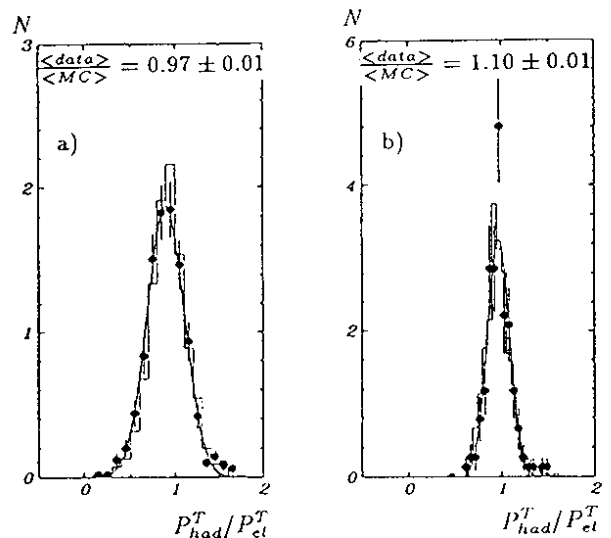 N
3
<data>/<MC> = 0.97 ± 0.01
a)
2
1
0
0 1 2
P^T_had / P^T_el
N
6
<data>/<MC> = 1.10 ± 0.01
b)
4
2
0
0 1 2
P^T_had / P^T_el